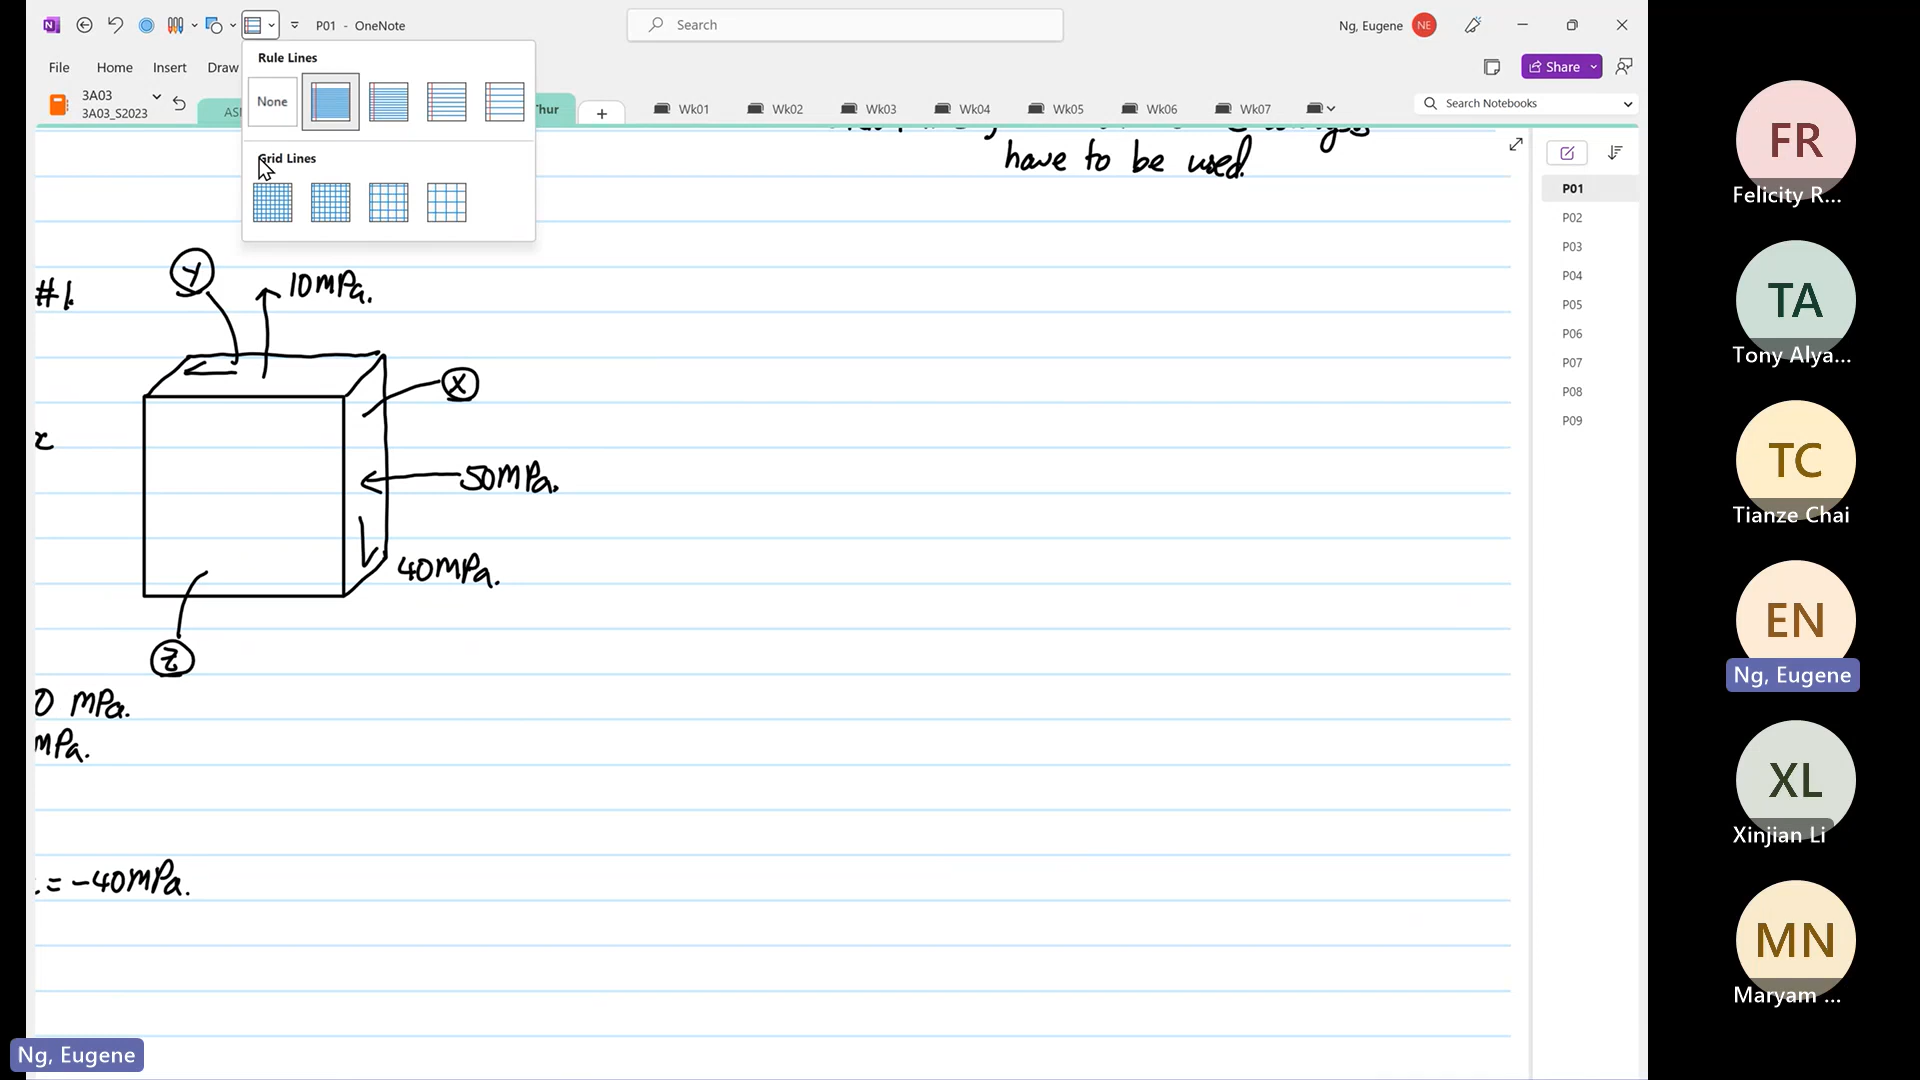 P01 - OneNote
Search
Ng, Eugene
NE
File
Home
Insert
Draw
Share
Rule Lines
None
Grid Lines
3A03
3A03_S2023
Wk01
Wk02
Wk03
Wk04
Wk05
Wk06
Wk07
Search Notebooks
have to be used.
P01
P02
P03
P04
P05
P06
P07
P08
P09
#1.
Y
10MPa.
X
x
50MPa.
40MPa.
Z
0 MPa.
MPa.
= -40MPa.
FR
Felicity R...
TA
Tony Alya...
TC
Tianze Chai
EN
Ng, Eugene
XL
Xinjian Li
MN
Maryam ...
Ng, Eugene